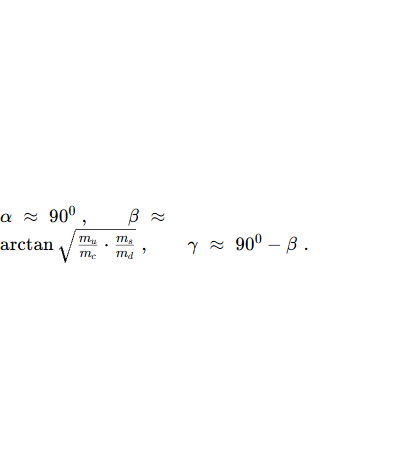 α ≈ 90⁰ , β ≈
arctan √(m_u/m_c · m_s/m_d) , γ ≈ 90⁰ − β .